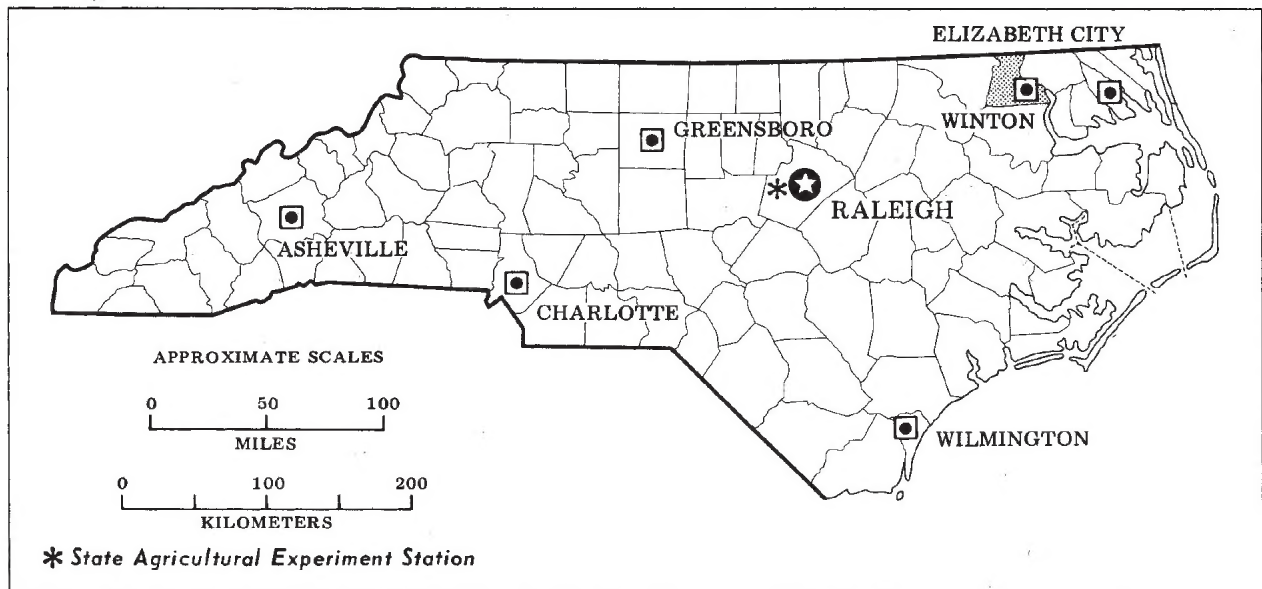 ELIZABETH CITY
WINTON
GREENSBORO
RALEIGH
ASHEVILLE
CHARLOTTE
WILMINGTON
APPROXIMATE SCALES
0 50 100
MILES
0 100 200
KILOMETERS
* State Agricultural Experiment Station